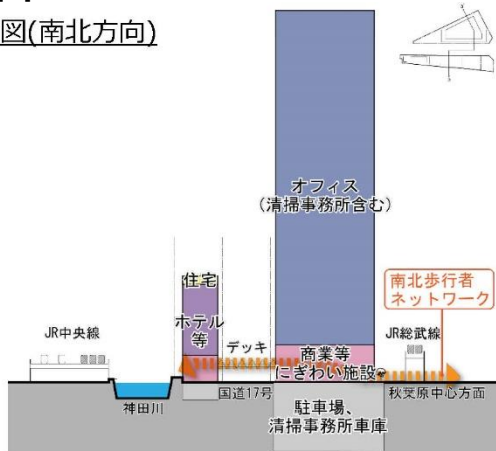 図(南北方向)
オフィス
(清掃事務所含む)
住宅
ホテル
等
南北歩行者
ネットワーク
JR中央線
デッキ
商業等
にぎわい施設
JR総武線
神田川
国道17号
秋葉原中心方面
駐車場、
清掃事務所車庫